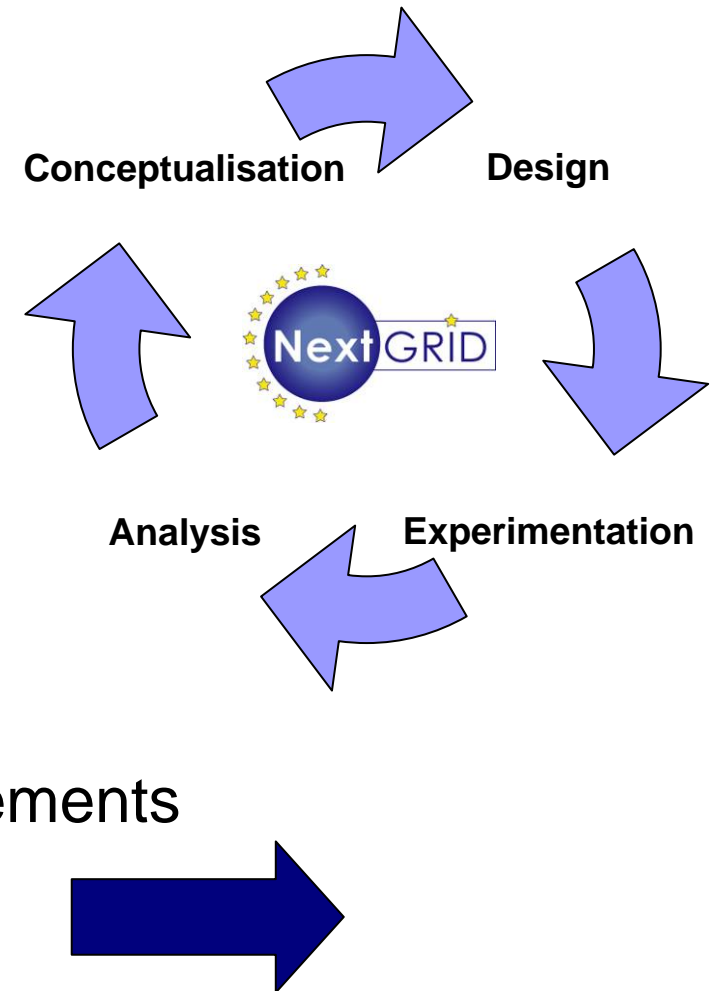 Conceptualisation
Design
NextGRID
Analysis
Experimentation
ements